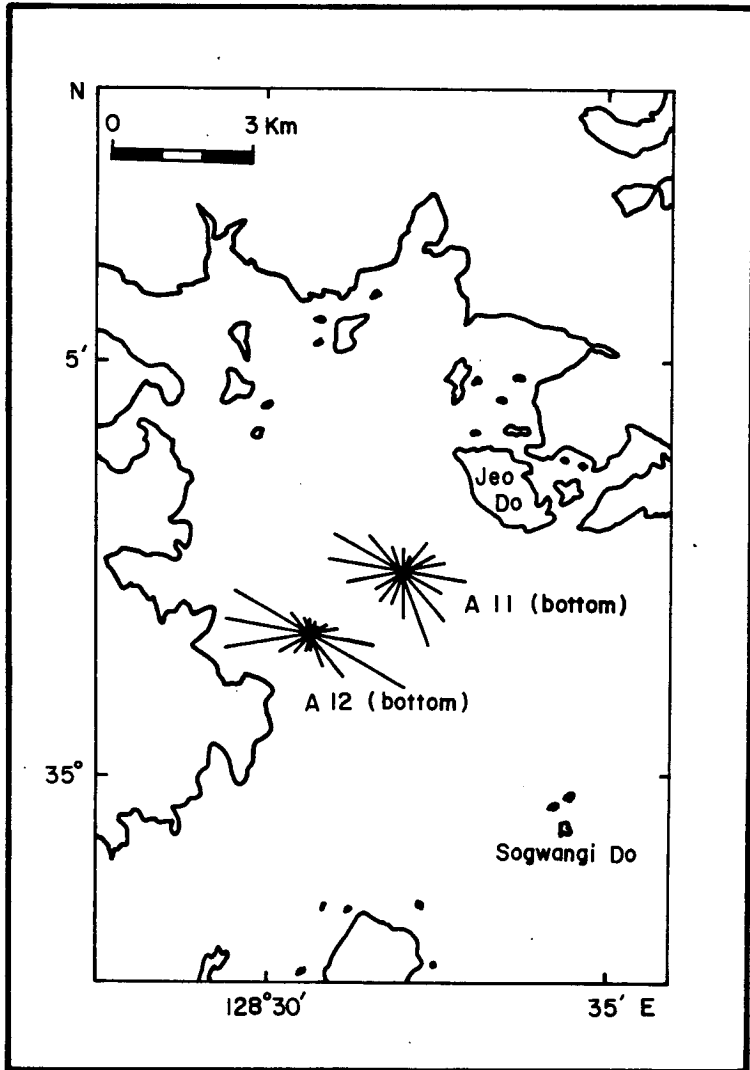 N
0 3 Km
5'
Jeo
Do
A 11 (bottom)
A 12 (bottom)
35°
Sogwangi Do
128°30' 35' E